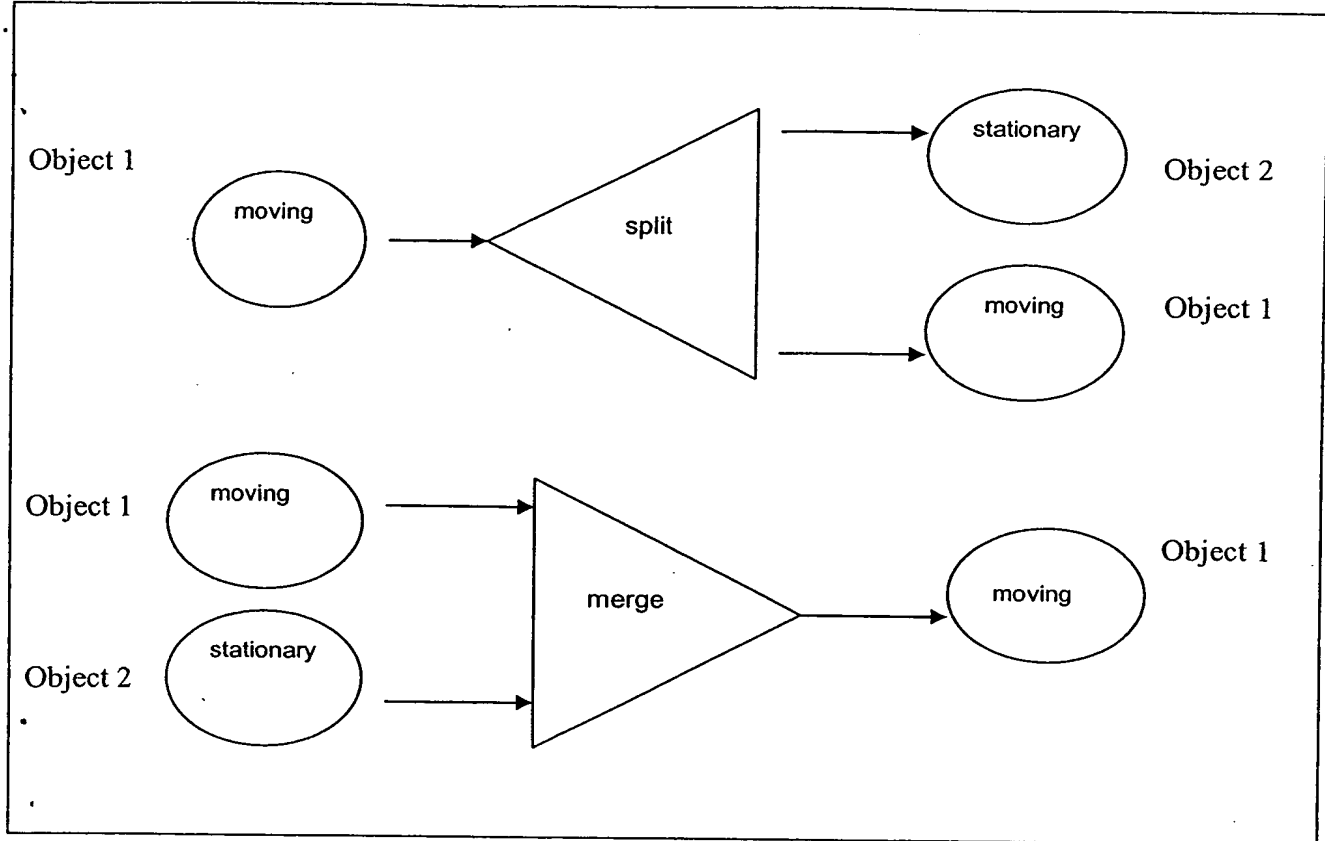 Object 1
moving
split
stationary
Object 2
moving
Object 1
Object 1
moving
Object 2
stationary
merge
moving
Object 1